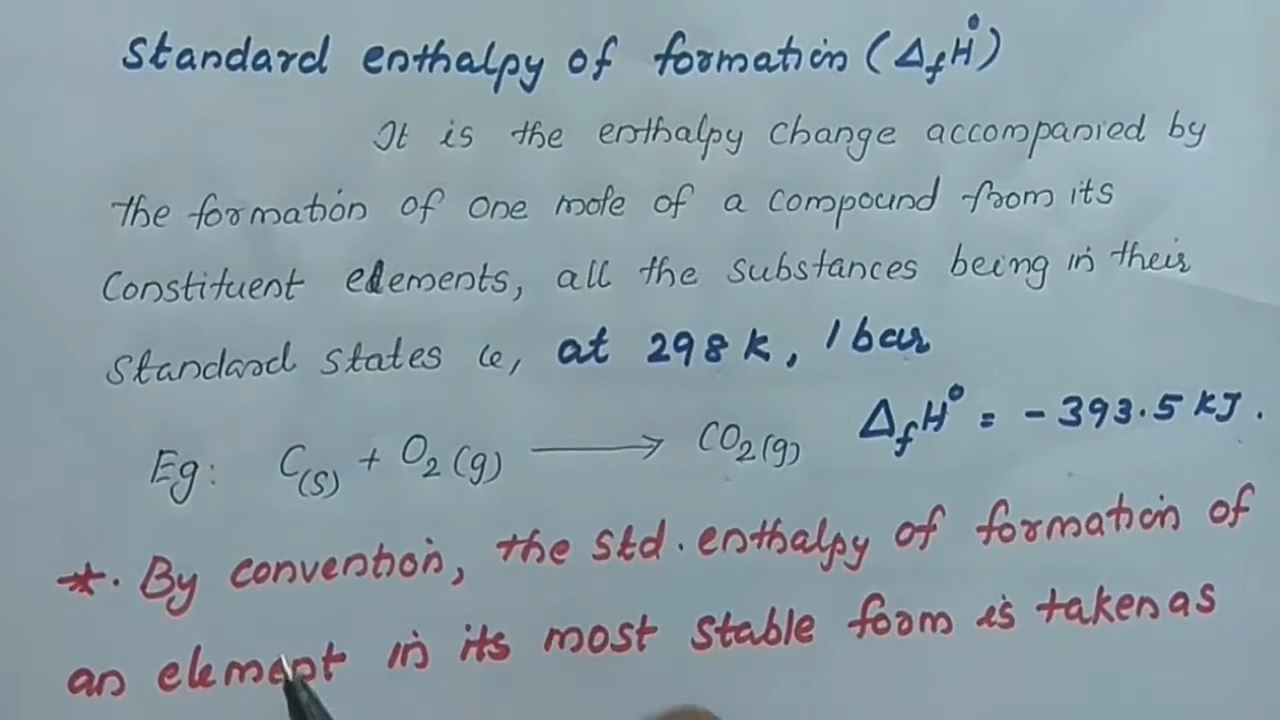 Standard enthalpy of formation (ΔfH°)
It is the enthalpy change accompanied by
the formation of one mole of a compound from its
Constituent elements, all the substances being in their
Standard states ie, at 298 K, 1 bar
Eg: C(s) + O2 (g) ⟶ CO2 (g) ΔfH° = -393.5 KJ.
*. By convention, the std. enthalpy of formation of
an element in its most stable form is taken as